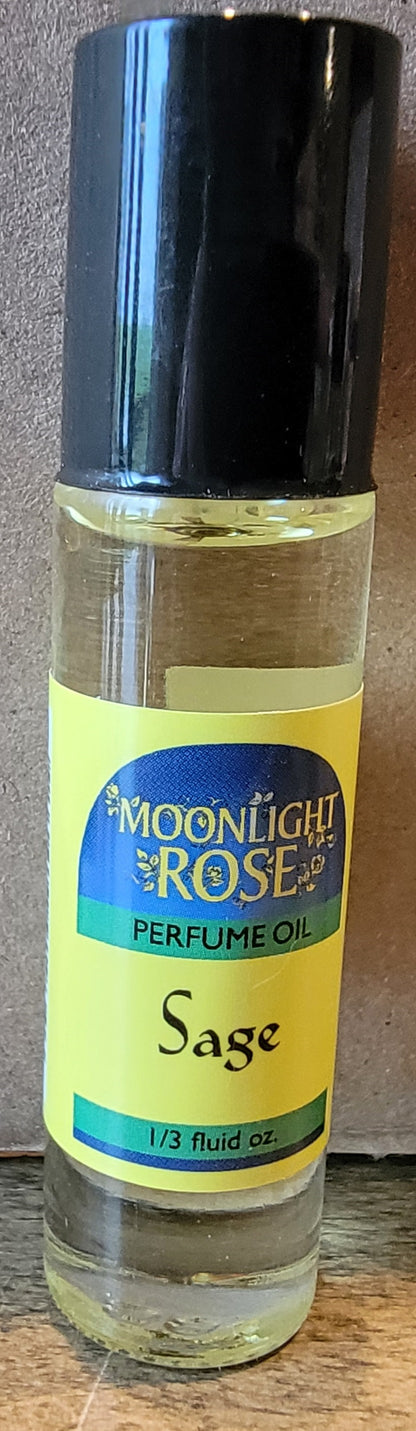 MOONLIGHT
ROSE
PERFUME OIL
Sage
1/3 fluid oz.